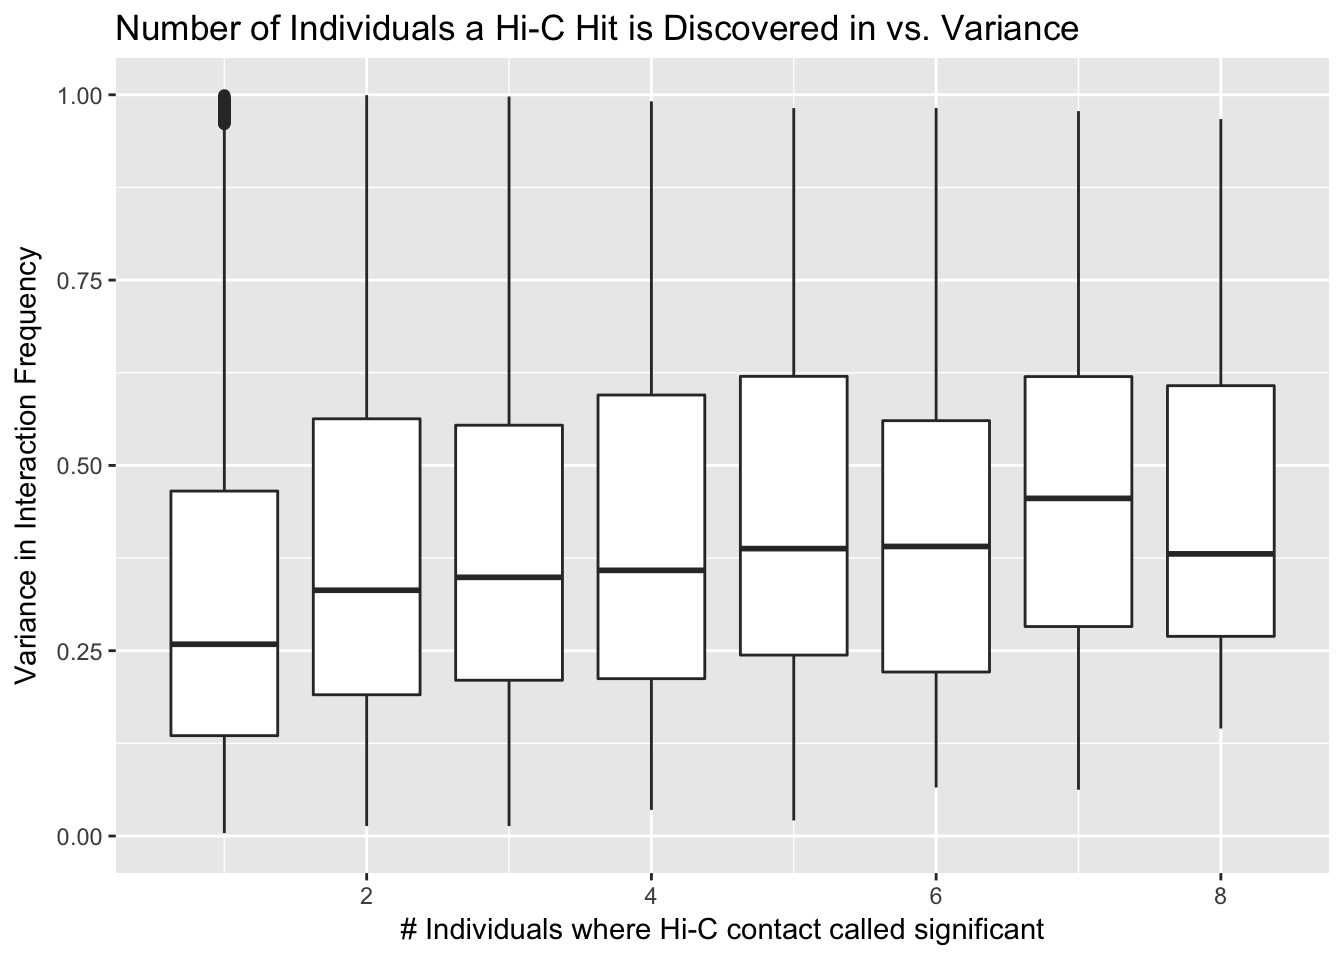 Number of Individuals a Hi-C Hit is Discovered in vs. Variance
Variance in Interaction Frequency
1.00
0.75
0.50
0.25
0.00
2 4 6 8
# Individuals where Hi-C contact called significant